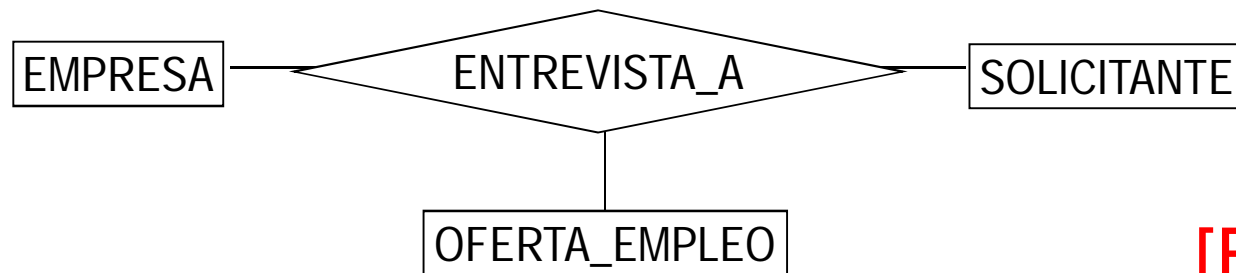 EMPRESA
ENTREVISTA_A
SOLICITANTE
OFERTA_EMPLEO